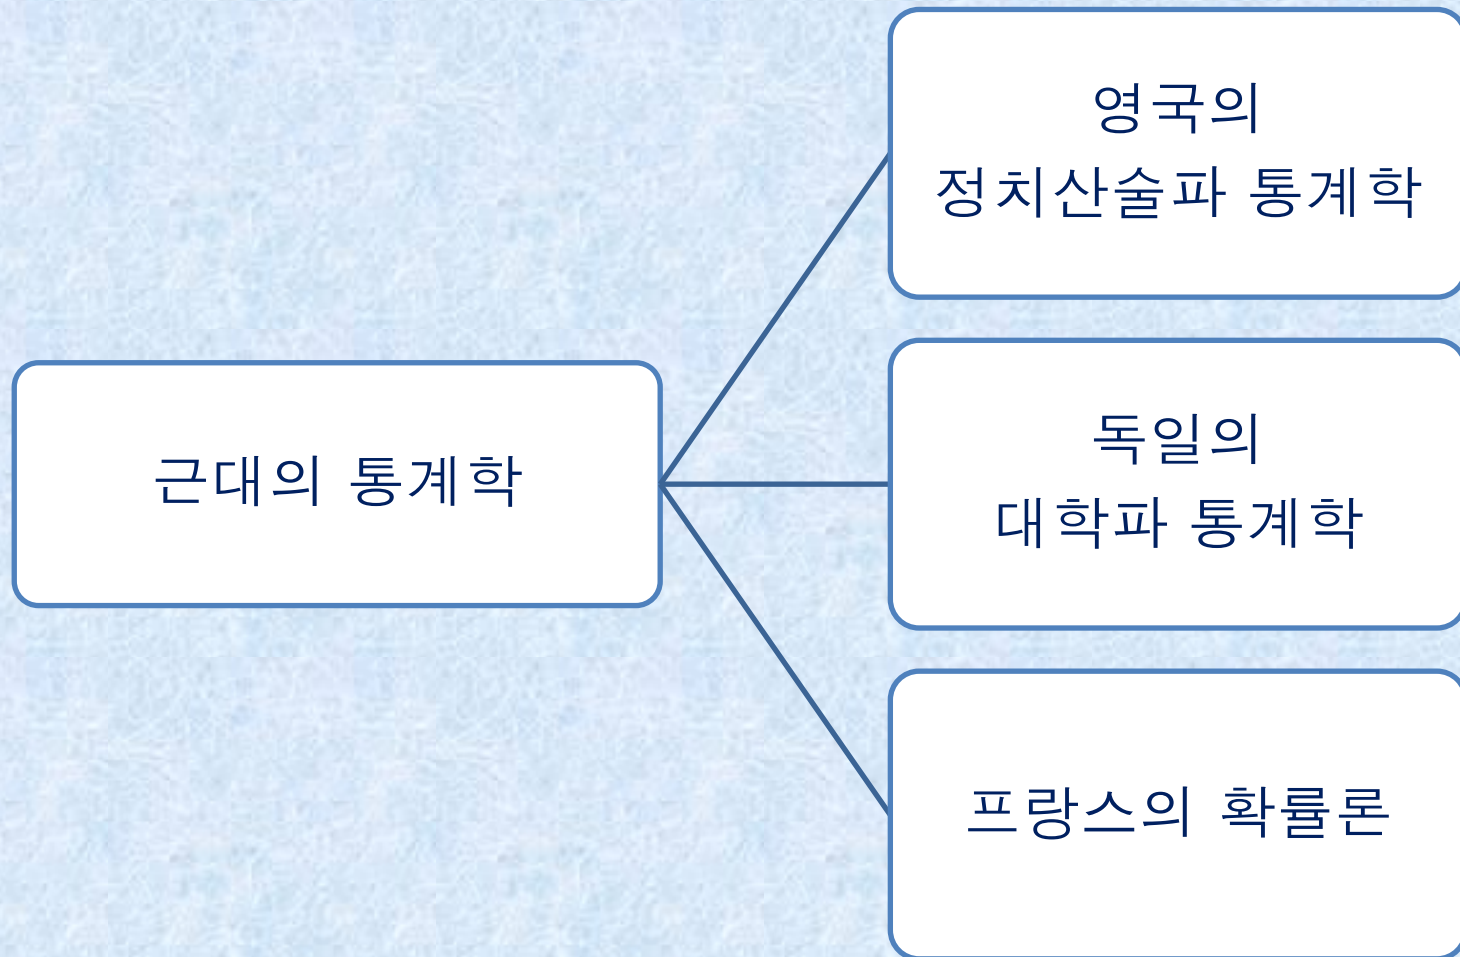 근대의 통계학
영국의
정치산술파 통계학
독일의
대학파 통계학
프랑스의 확률론